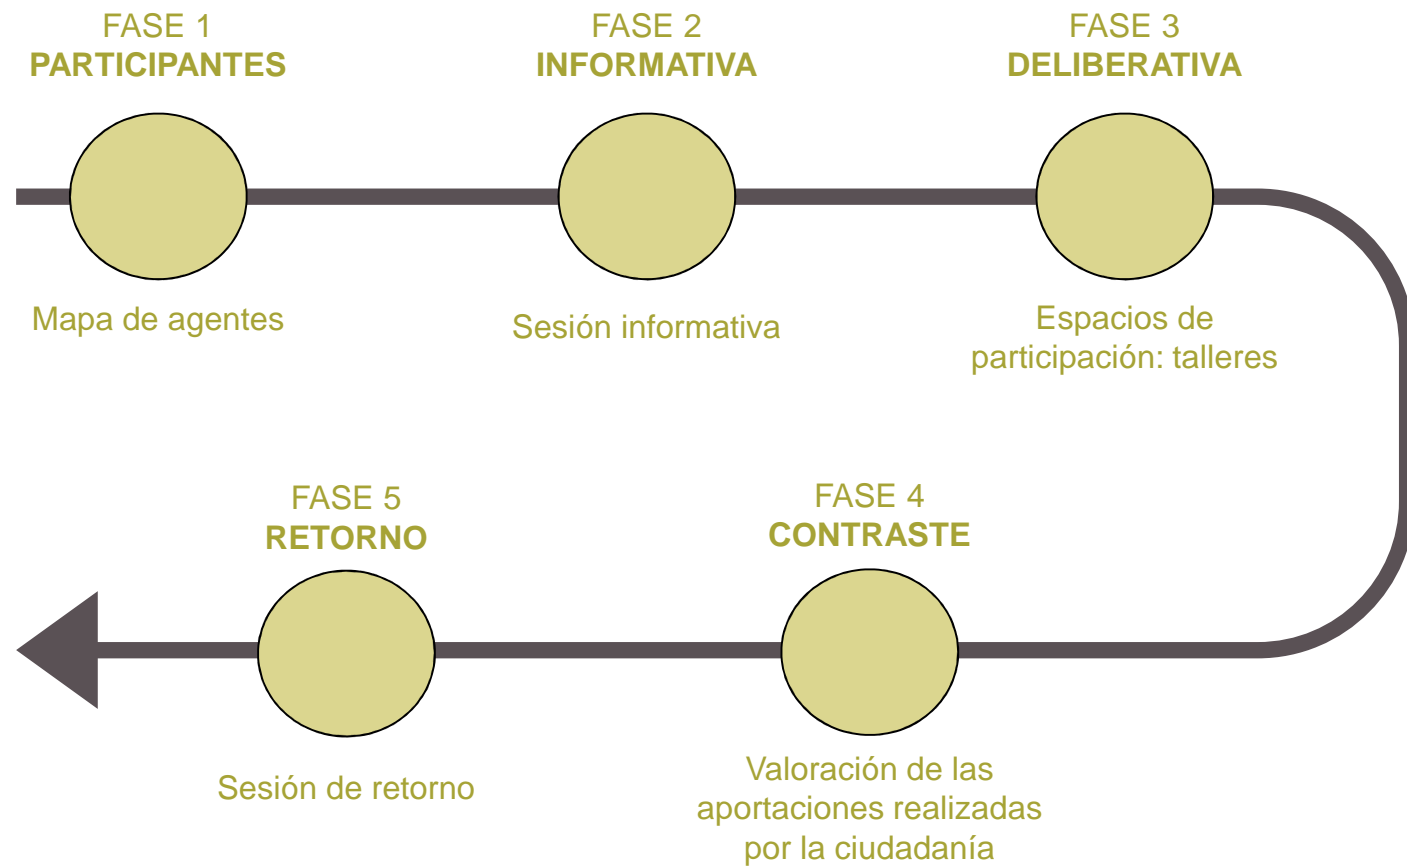 FASE 1
PARTICIPANTES
Mapa de agentes
FASE 2
INFORMATIVA
Sesión informativa
FASE 3
DELIBERATIVA
Espacios de
participación: talleres
FASE 4
CONTRASTE
Valoración de las
aportaciones realizadas
por la ciudadanía
FASE 5
RETORNO
Sesión de retorno